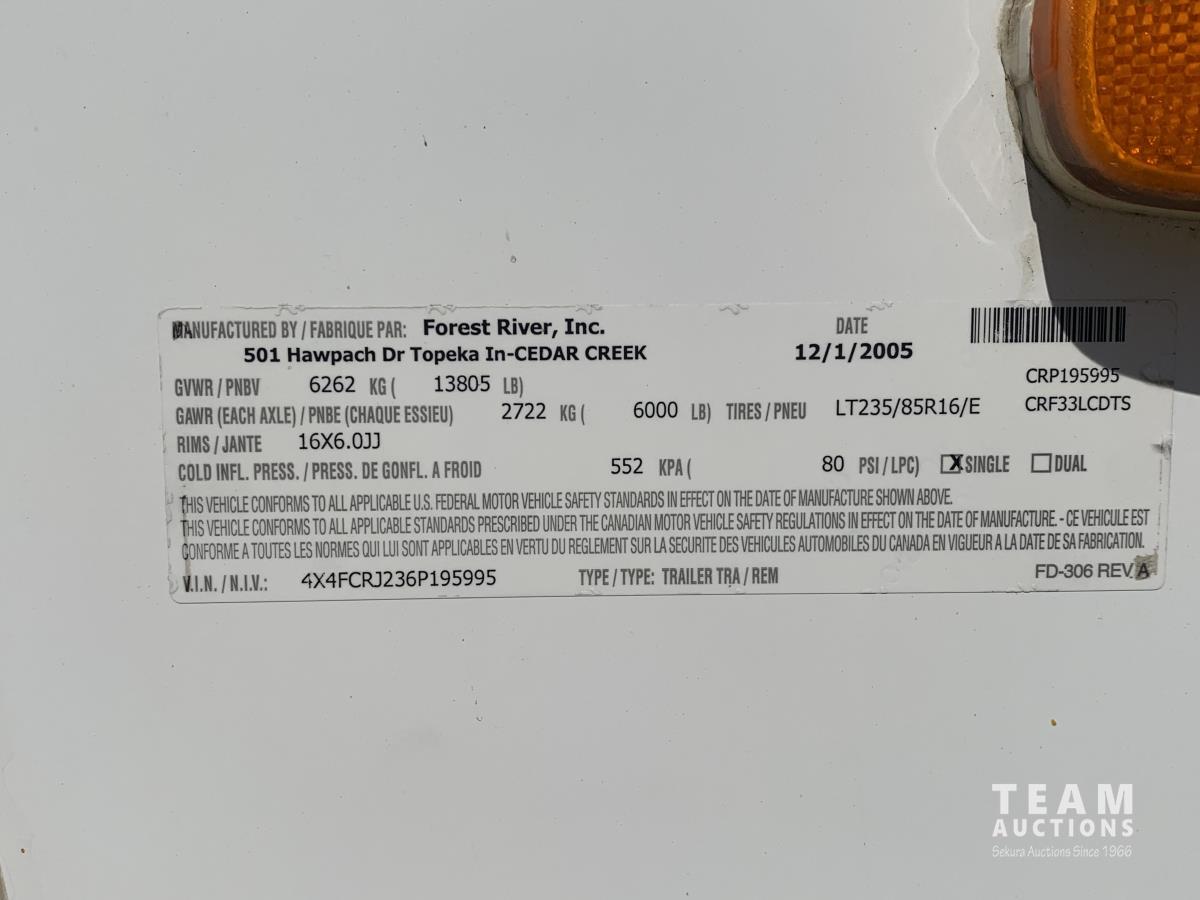 MANUFACTURED BY / FABRIQUE PAR: Forest River, Inc. DATE
501 Hawpach Dr Topeka In-CEDAR CREEK 12/1/2005
GVWR / PNBV 6262 KG ( 13805 LB) CRP195995
GAWR (EACH AXLE) / PNBE (CHAQUE ESSIEU) 2722 KG ( 6000 LB) TIRES / PNEU LT235/85R16/E CRF33LCDTS
RIMS / JANTE 16X6.0JJ
COLD INFL. PRESS. / PRESS. DE GONFL. A FROID 552 KPA ( 80 PSI / LPC) X SINGLE DUAL
THIS VEHICLE CONFORMS TO ALL APPLICABLE U.S. FEDERAL MOTOR VEHICLE SAFETY STANDARDS IN EFFECT ON THE DATE OF MANUFACTURE SHOWN ABOVE.
THIS VEHICLE CONFORMS TO ALL APPLICABLE STANDARDS PRESCRIBED UNDER THE CANADIAN MOTOR VEHICLE SAFETY REGULATIONS IN EFFECT ON THE DATE OF MANUFACTURE. - CE VEHICULE EST
CONFORME A TOUTES LES NORMES QUI LUI SONT APPLICABLES EN VERTU DU REGLEMENT SUR LA SECURITE DES VEHICULES AUTOMOBILES DU CANADA EN VIGUEUR A LA DATE DE SA FABRICATION.
V.I.N. / N.I.V.: 4X4FCRJ236P195995 TYPE / TYPE: TRAILER TRA / REM FD-306 REV A
TEAM
AUCTIONS
Sekura Auctions Since 1966